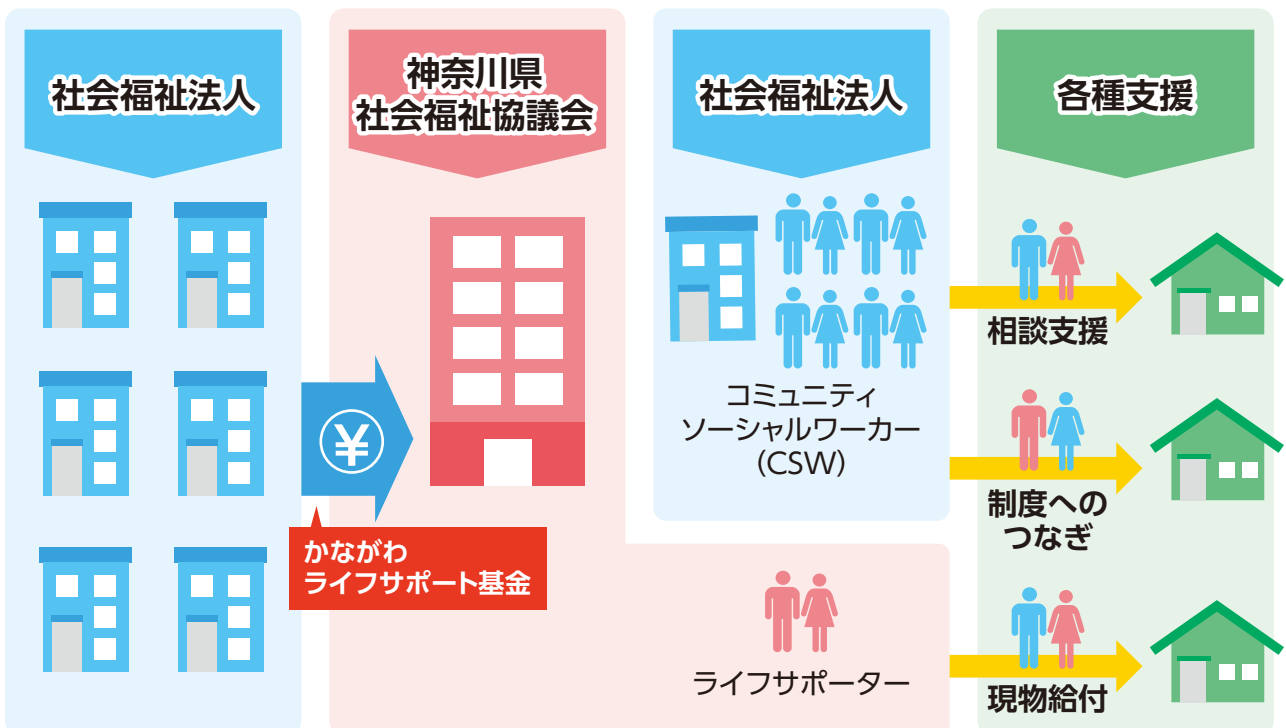 社会福祉法人
神奈川県
社会福祉協議会
社会福祉法人
各種支援
¥
かながわ
ライフサポート基金
コミュニティ
ソーシャルワーカー
(CSW)
ライフサポーター
相談支援
制度への
つなぎ
現物給付